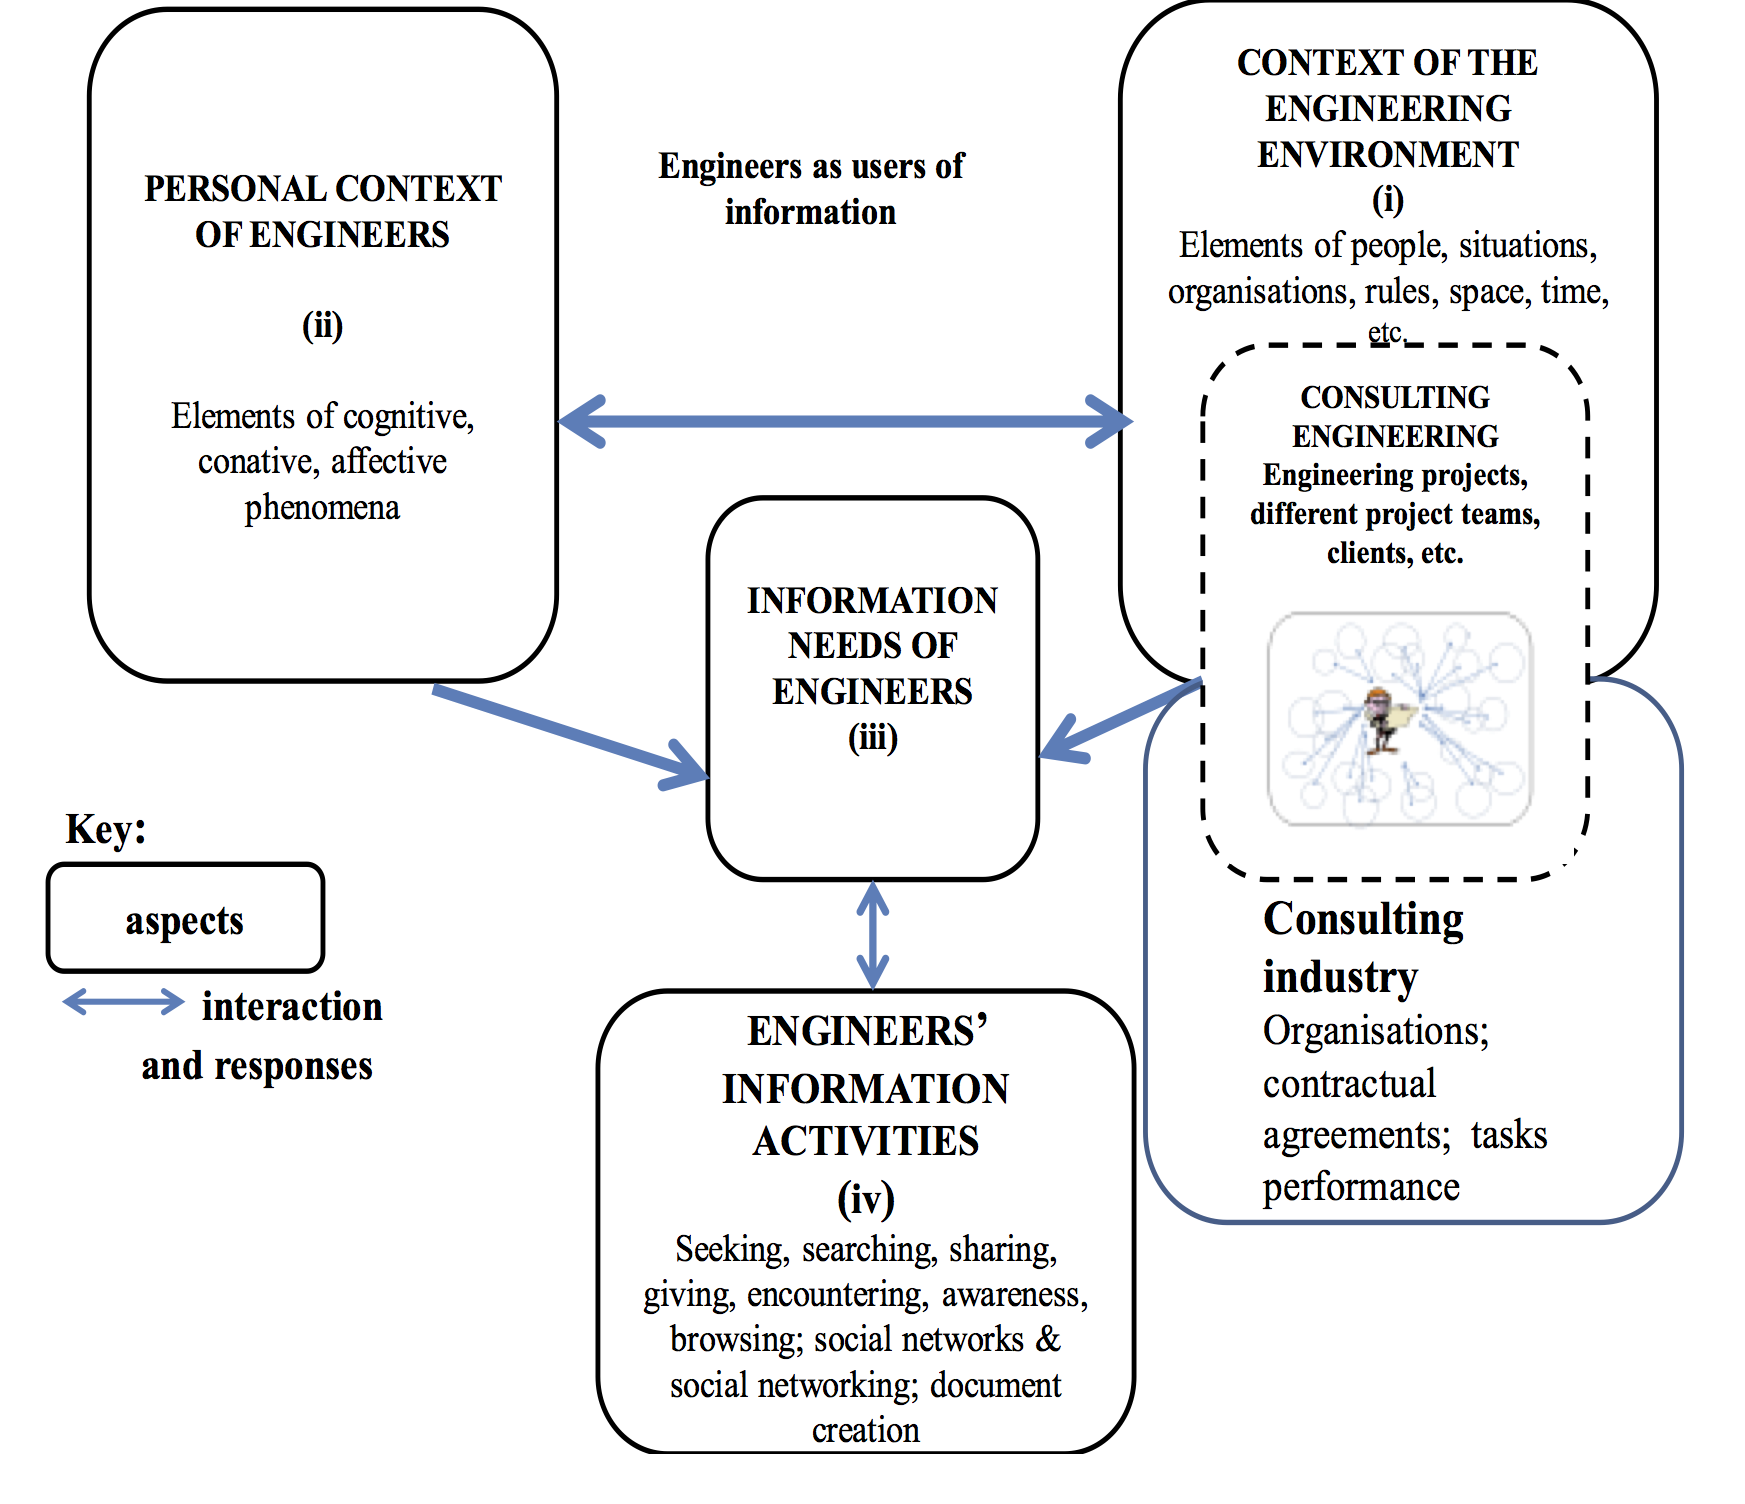 PERSONAL CONTEXT
OF ENGINEERS
(ii)
Elements of cognitive,
conative, affective
phenomena
Engineers as users of
information
CONTEXT OF THE
ENGINEERING
ENVIRONMENT
(i)
Elements of people, situations,
organisations, rules, space, time,
etc.
CONSULTING
ENGINEERING
Engineering projects,
different project teams,
clients, etc.
INFORMATION
NEEDS OF
ENGINEERS
(iii)
Key:
aspects
interaction
and responses
Consulting
industry
Organisations;
contractual
agreements; tasks
performance
ENGINEERS’
INFORMATION
ACTIVITIES
(iv)
Seeking, searching, sharing,
giving, encountering, awareness,
browsing; social networks &
social networking; document
creation